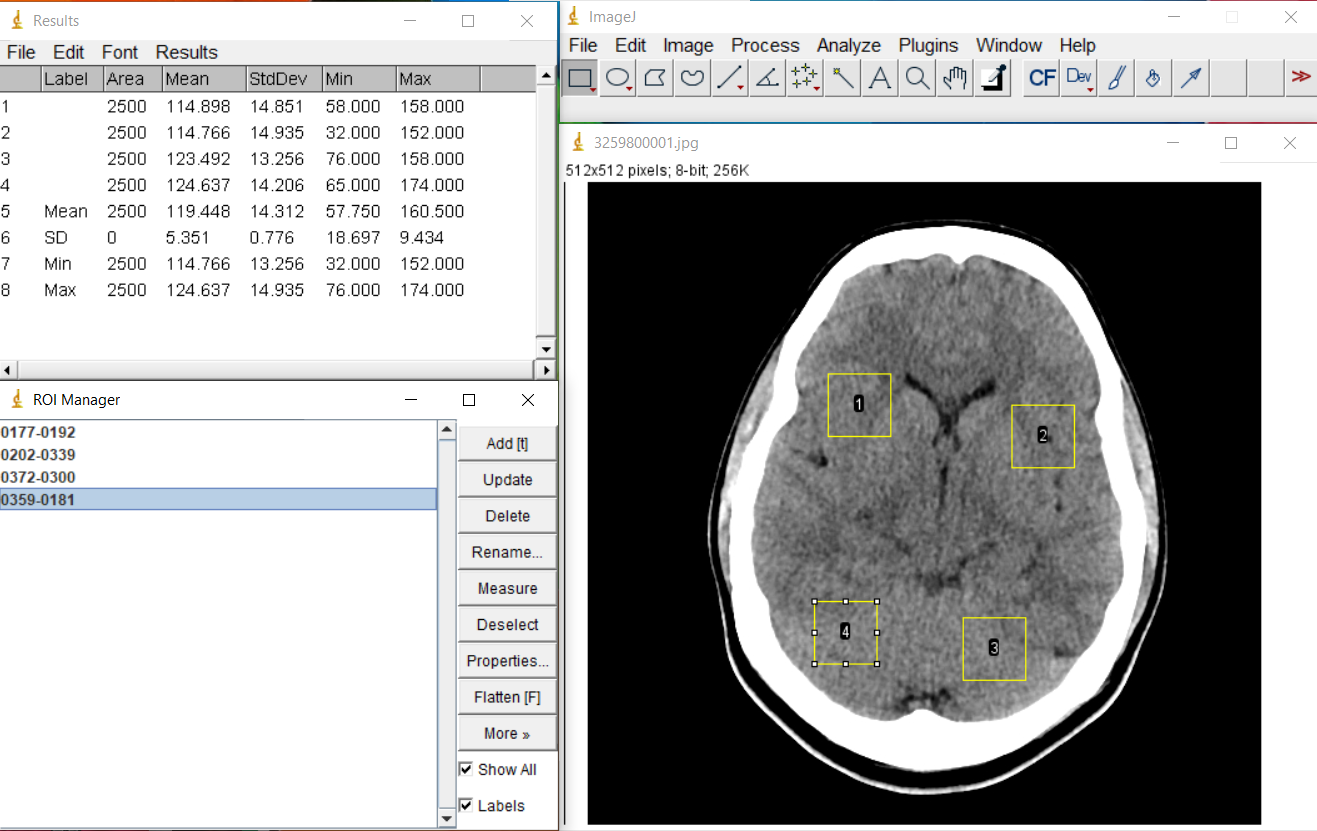 Results
File Edit Font Results
Label Area Mean StdDev Min Max
1 2500 114.898 14.851 58.000 158.000
2 2500 114.766 14.935 32.000 152.000
3 2500 123.492 13.256 76.000 158.000
4 2500 124.637 14.206 65.000 174.000
5 Mean 2500 119.448 14.312 57.750 160.500
6 SD 0 5.351 0.776 18.697 9.434
7 Min 2500 114.766 13.256 32.000 152.000
8 Max 2500 124.637 14.935 76.000 174.000
ROI Manager
0177-0192
0202-0339
0372-0300
0359-0181
Add [t]
Update
Delete
Rename...
Measure
Deselect
Properties...
Flatten [F]
More »
Show All
Labels
ImageJ
File Edit Image Process Analyze Plugins Window Help
A CF Dev >>
3259800001.jpg
512x512 pixels; 8-bit; 256K
1
2
4
3